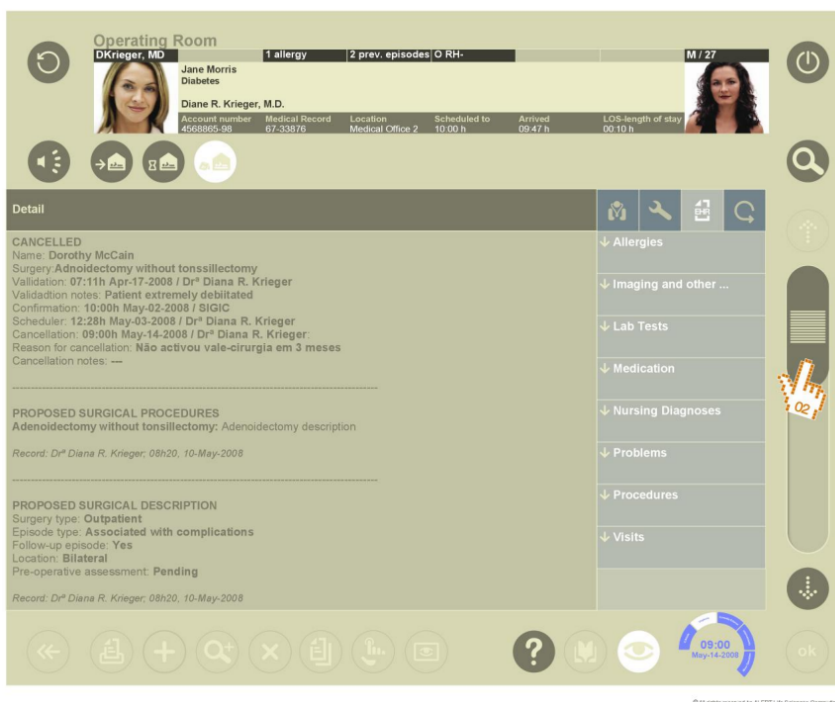 Operating Room
DKrieger, MD 1 allergy 2 prev. episodes O RH- M / 27
Jane Morris
Diabetes
Diane R. Krieger, M.D.
Account number Medical Record Location Scheduled to Arrived LOS-length of stay
4568865-98 67-33876 Medical Office 2 10:00 h 09:47 h 00:10 h
Detail
EHR
CANCELLED
Name: Dorothy McCain
Surgery:Adnoidectomy without tonssillectomy
Vallidation: 07:11h Apr-17-2008 / Drª Diana R. Krieger
Validadtion notes: Patient extremely debiitated
Confirmation: 10:00h May-02-2008 / SIGIC
Scheduler: 12:28h May-03-2008 / Drª Diana R. Krieger
Cancellation: 09:00h May-14-2008 / Drª Diana R. Krieger:
Reason for cancellation: Não activou vale-cirurgia em 3 meses
Cancellation notes: ---
PROPOSED SURGICAL PROCEDURES
Adenoidectomy without tonsillectomy: Adenoidectomy description
Record: Drª Diana R. Krieger; 08h20, 10-May-2008
PROPOSED SURGICAL DESCRIPTION
Surgery type: Outpatient
Episode type: Associated with complications
Follow-up episode: Yes
Location: Bilateral
Pre-operative assessment: Pending
Record: Drª Diana R. Krieger; 08h20, 10-May-2008
Allergies
Imaging and other ...
Lab Tests
Medication
Nursing Diagnoses
Problems
Procedures
Visits
02
?
09:00
May-14-2008
ok